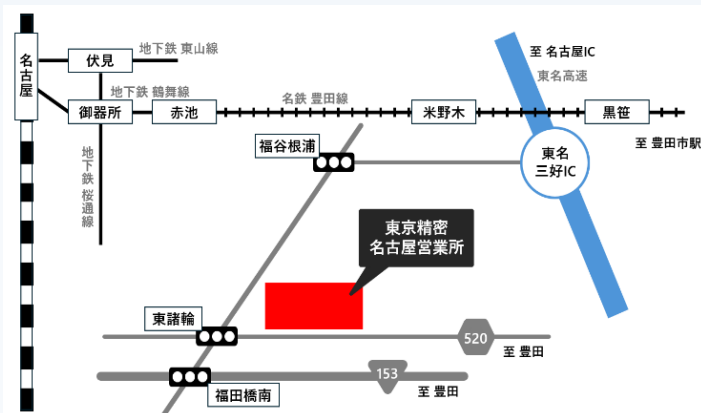 名古屋
伏見
地下鉄 東山線
至 名古屋IC
東名高速
地下鉄 鶴舞線
名鉄 豊田線
御器所
赤池
米野木
黒笹
至 豊田市駅
地下鉄 桜通線
福谷根浦
東名
三好IC
東京精密
名古屋営業所
東諸輪
520
至 豊田
153
至 豊田
福田橋南